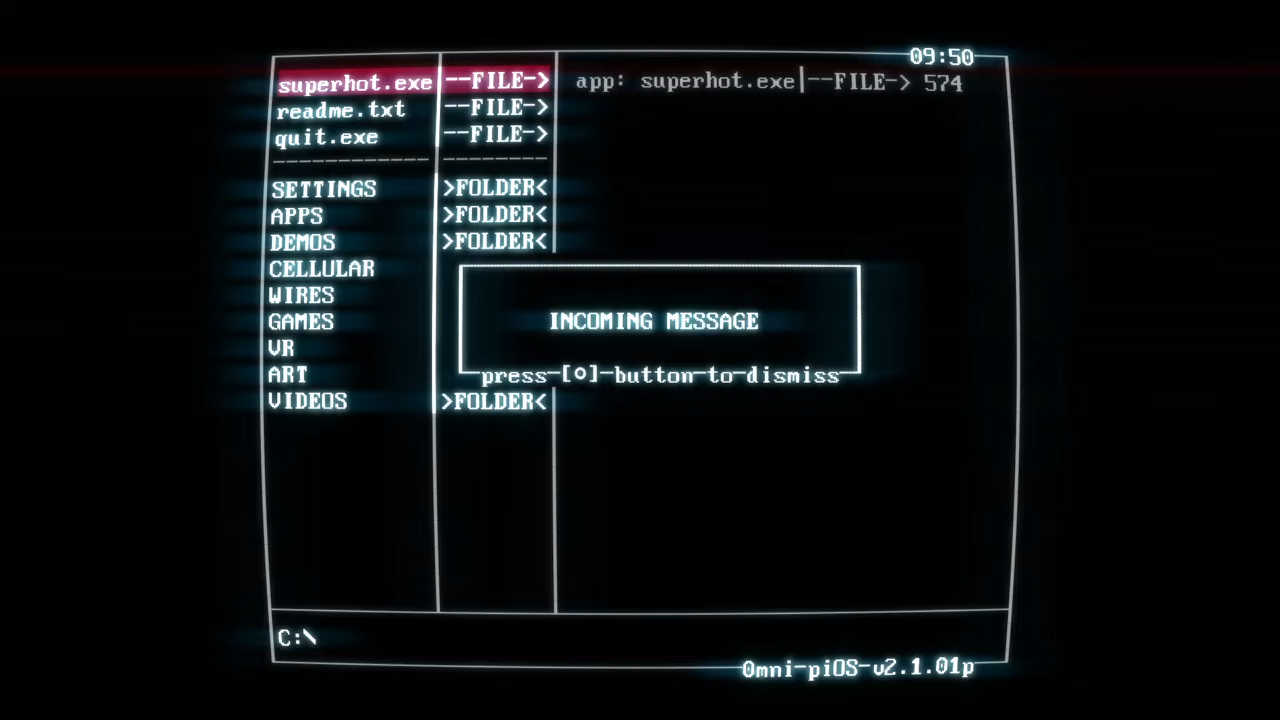 09:50
superhot.exe --FILE-> app: superhot.exe|--FILE-> 574
readme.txt --FILE->
quit.exe --FILE->
------------ --------
SETTINGS >FOLDER<
APPS >FOLDER<
DEMOS >FOLDER<
CELLULAR
WIRES
GAMES
VR
ART
VIDEOS >FOLDER<
INCOMING MESSAGE
press-[O]-button-to-dismiss
C:\
0mni-piOS-v2.1.01p